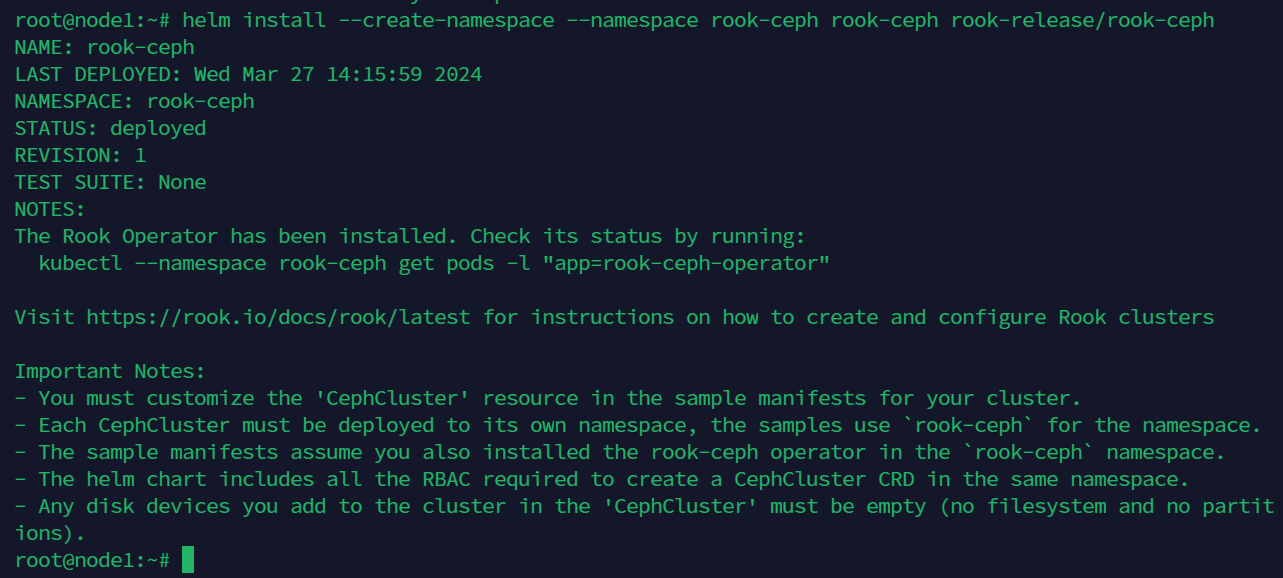 root@node1:~# helm install --create-namespace --namespace rook-ceph rook-ceph rook-release/rook-ceph
NAME: rook-ceph
LAST DEPLOYED: Wed Mar 27 14:15:59 2024
NAMESPACE: rook-ceph
STATUS: deployed
REVISION: 1
TEST SUITE: None
NOTES:
The Rook Operator has been installed. Check its status by running:
  kubectl --namespace rook-ceph get pods -l "app=rook-ceph-operator"

Visit https://rook.io/docs/rook/latest for instructions on how to create and configure Rook clusters

Important Notes:
- You must customize the 'CephCluster' resource in the sample manifests for your cluster.
- Each CephCluster must be deployed to its own namespace, the samples use `rook-ceph` for the namespace.
- The sample manifests assume you also installed the rook-ceph operator in the `rook-ceph` namespace.
- The helm chart includes all the RBAC required to create a CephCluster CRD in the same namespace.
- Any disk devices you add to the cluster in the 'CephCluster' must be empty (no filesystem and no partit
ions).
root@node1:~#